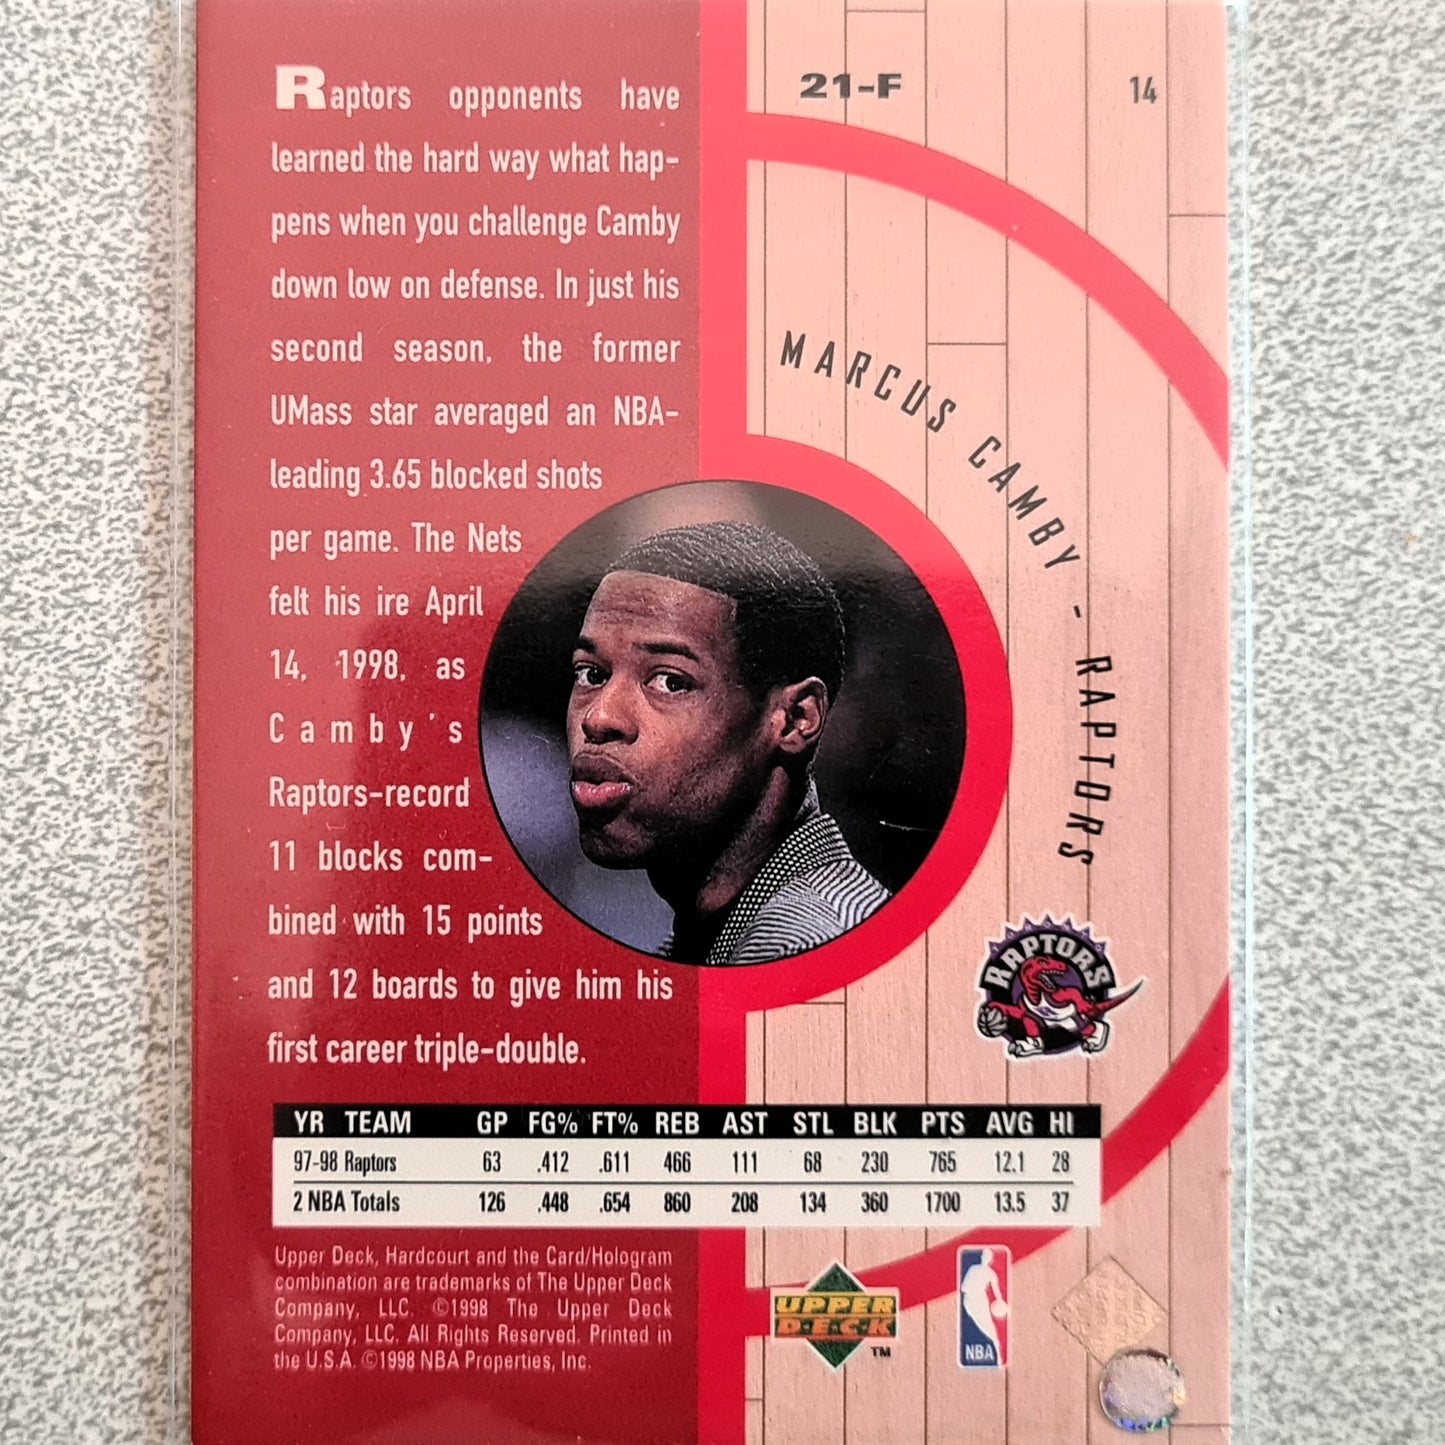 Raptors opponents have
learned the hard way what hap-
pens when you challenge Camby
down low on defense. In just his
second season, the former
UMass star averaged an NBA-
leading 3.65 blocked shots
per game. The Nets
felt his ire April
14, 1998, as
Camby's
Raptors-record
11 blocks com-
bined with 15 points
and 12 boards to give him his
first career triple-double.
21-F
14
MARCUS CAMBY - RAPTORS
RAPTORS
YR TEAM GP FG% FT% REB AST STL BLK PTS AVG HI
97-98 Raptors 63 .412 .611 466 111 68 230 765 12.1 28
2 NBA Totals 126 .448 .654 860 208 134 360 1700 13.5 37
Upper Deck, Hardcourt and the Card/Hologram
combination are trademarks of The Upper Deck
Company, LLC. ©1998 The Upper Deck
Company, LLC. All Rights Reserved. Printed in
the U.S.A. ©1998 NBA Properties, Inc.
UPPER
DECK
TM
NBA